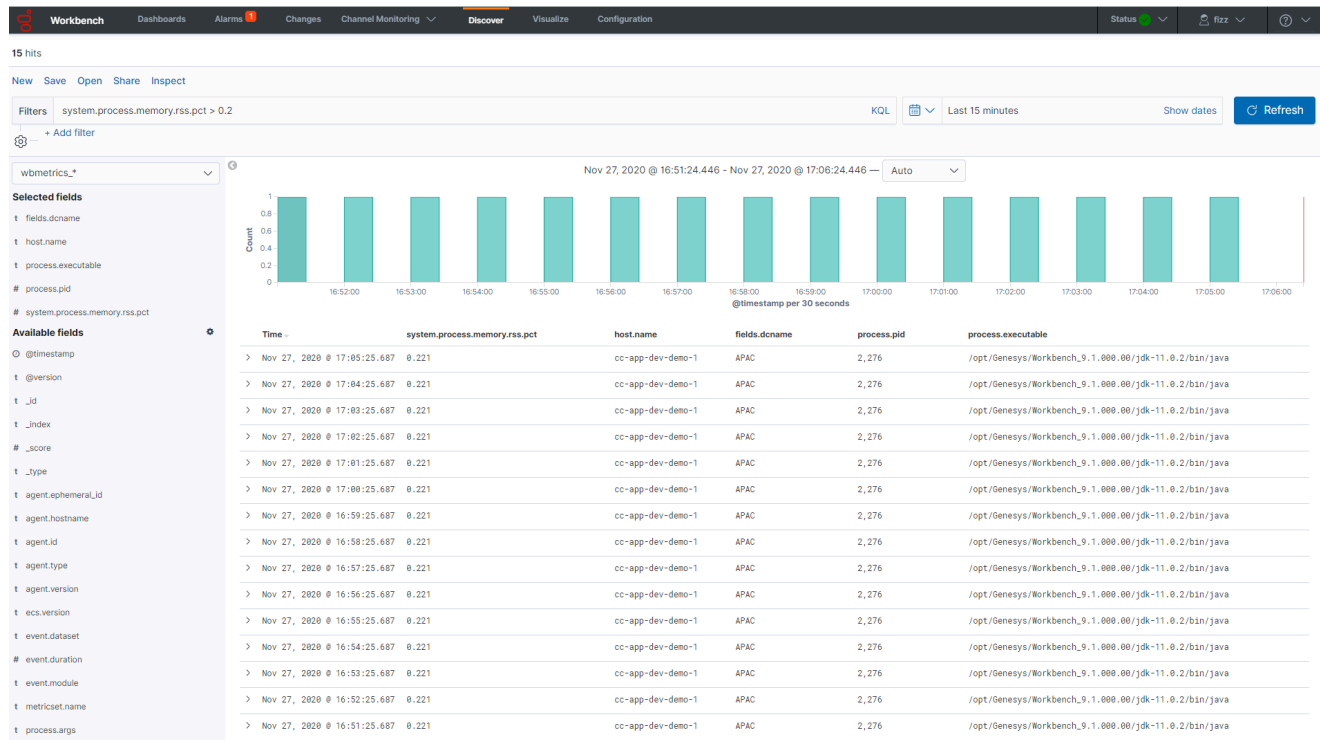 Workbench Dashboards Alarms 1 Changes Channel Monitoring Discover Visualize Configuration Status fizz ?
15 hits
New Save Open Share Inspect
Filters system.process.memory.rss.pct > 0.2 KQL Last 15 minutes Show dates Refresh
+ Add filter
wbmetrics_*
Selected fields
t fields.dcname
t host.name
t process.executable
# process.pid
# system.process.memory.rss.pct
Available fields
@timestamp
t @version
t _id
t _index
# _score
t _type
t agent.ephemeral_id
t agent.hostname
t agent.id
t agent.type
t agent.version
t ecs.version
t event.dataset
# event.duration
t event.module
t metricset.name
t process.args
Nov 27, 2020 @ 16:51:24.446 - Nov 27, 2020 @ 17:06:24.446 — Auto
Count
1
0.8
0.6
0.4
0.2
0
16:52:00 16:53:00 16:54:00 16:55:00 16:56:00 16:57:00 16:58:00 16:59:00 17:00:00 17:01:00 17:02:00 17:03:00 17:04:00 17:05:00 17:06:00
@timestamp per 30 seconds
Time system.process.memory.rss.pct host.name fields.dcname process.pid process.executable
Nov 27, 2020 @ 17:05:25.687 0.221 cc-app-dev-demo-1 APAC 2,276 /opt/Genesys/Workbench_9.1.000.00/jdk-11.0.2/bin/java
Nov 27, 2020 @ 17:04:25.687 0.221 cc-app-dev-demo-1 APAC 2,276 /opt/Genesys/Workbench_9.1.000.00/jdk-11.0.2/bin/java
Nov 27, 2020 @ 17:03:25.687 0.221 cc-app-dev-demo-1 APAC 2,276 /opt/Genesys/Workbench_9.1.000.00/jdk-11.0.2/bin/java
Nov 27, 2020 @ 17:02:25.687 0.221 cc-app-dev-demo-1 APAC 2,276 /opt/Genesys/Workbench_9.1.000.00/jdk-11.0.2/bin/java
Nov 27, 2020 @ 17:01:25.687 0.221 cc-app-dev-demo-1 APAC 2,276 /opt/Genesys/Workbench_9.1.000.00/jdk-11.0.2/bin/java
Nov 27, 2020 @ 17:00:25.687 0.221 cc-app-dev-demo-1 APAC 2,276 /opt/Genesys/Workbench_9.1.000.00/jdk-11.0.2/bin/java
Nov 27, 2020 @ 16:59:25.687 0.221 cc-app-dev-demo-1 APAC 2,276 /opt/Genesys/Workbench_9.1.000.00/jdk-11.0.2/bin/java
Nov 27, 2020 @ 16:58:25.687 0.221 cc-app-dev-demo-1 APAC 2,276 /opt/Genesys/Workbench_9.1.000.00/jdk-11.0.2/bin/java
Nov 27, 2020 @ 16:57:25.687 0.221 cc-app-dev-demo-1 APAC 2,276 /opt/Genesys/Workbench_9.1.000.00/jdk-11.0.2/bin/java
Nov 27, 2020 @ 16:56:25.687 0.221 cc-app-dev-demo-1 APAC 2,276 /opt/Genesys/Workbench_9.1.000.00/jdk-11.0.2/bin/java
Nov 27, 2020 @ 16:55:25.687 0.221 cc-app-dev-demo-1 APAC 2,276 /opt/Genesys/Workbench_9.1.000.00/jdk-11.0.2/bin/java
Nov 27, 2020 @ 16:54:25.687 0.221 cc-app-dev-demo-1 APAC 2,276 /opt/Genesys/Workbench_9.1.000.00/jdk-11.0.2/bin/java
Nov 27, 2020 @ 16:53:25.687 0.221 cc-app-dev-demo-1 APAC 2,276 /opt/Genesys/Workbench_9.1.000.00/jdk-11.0.2/bin/java
Nov 27, 2020 @ 16:52:25.687 0.221 cc-app-dev-demo-1 APAC 2,276 /opt/Genesys/Workbench_9.1.000.00/jdk-11.0.2/bin/java
Nov 27, 2020 @ 16:51:25.687 0.221 cc-app-dev-demo-1 APAC 2,276 /opt/Genesys/Workbench_9.1.000.00/jdk-11.0.2/bin/java